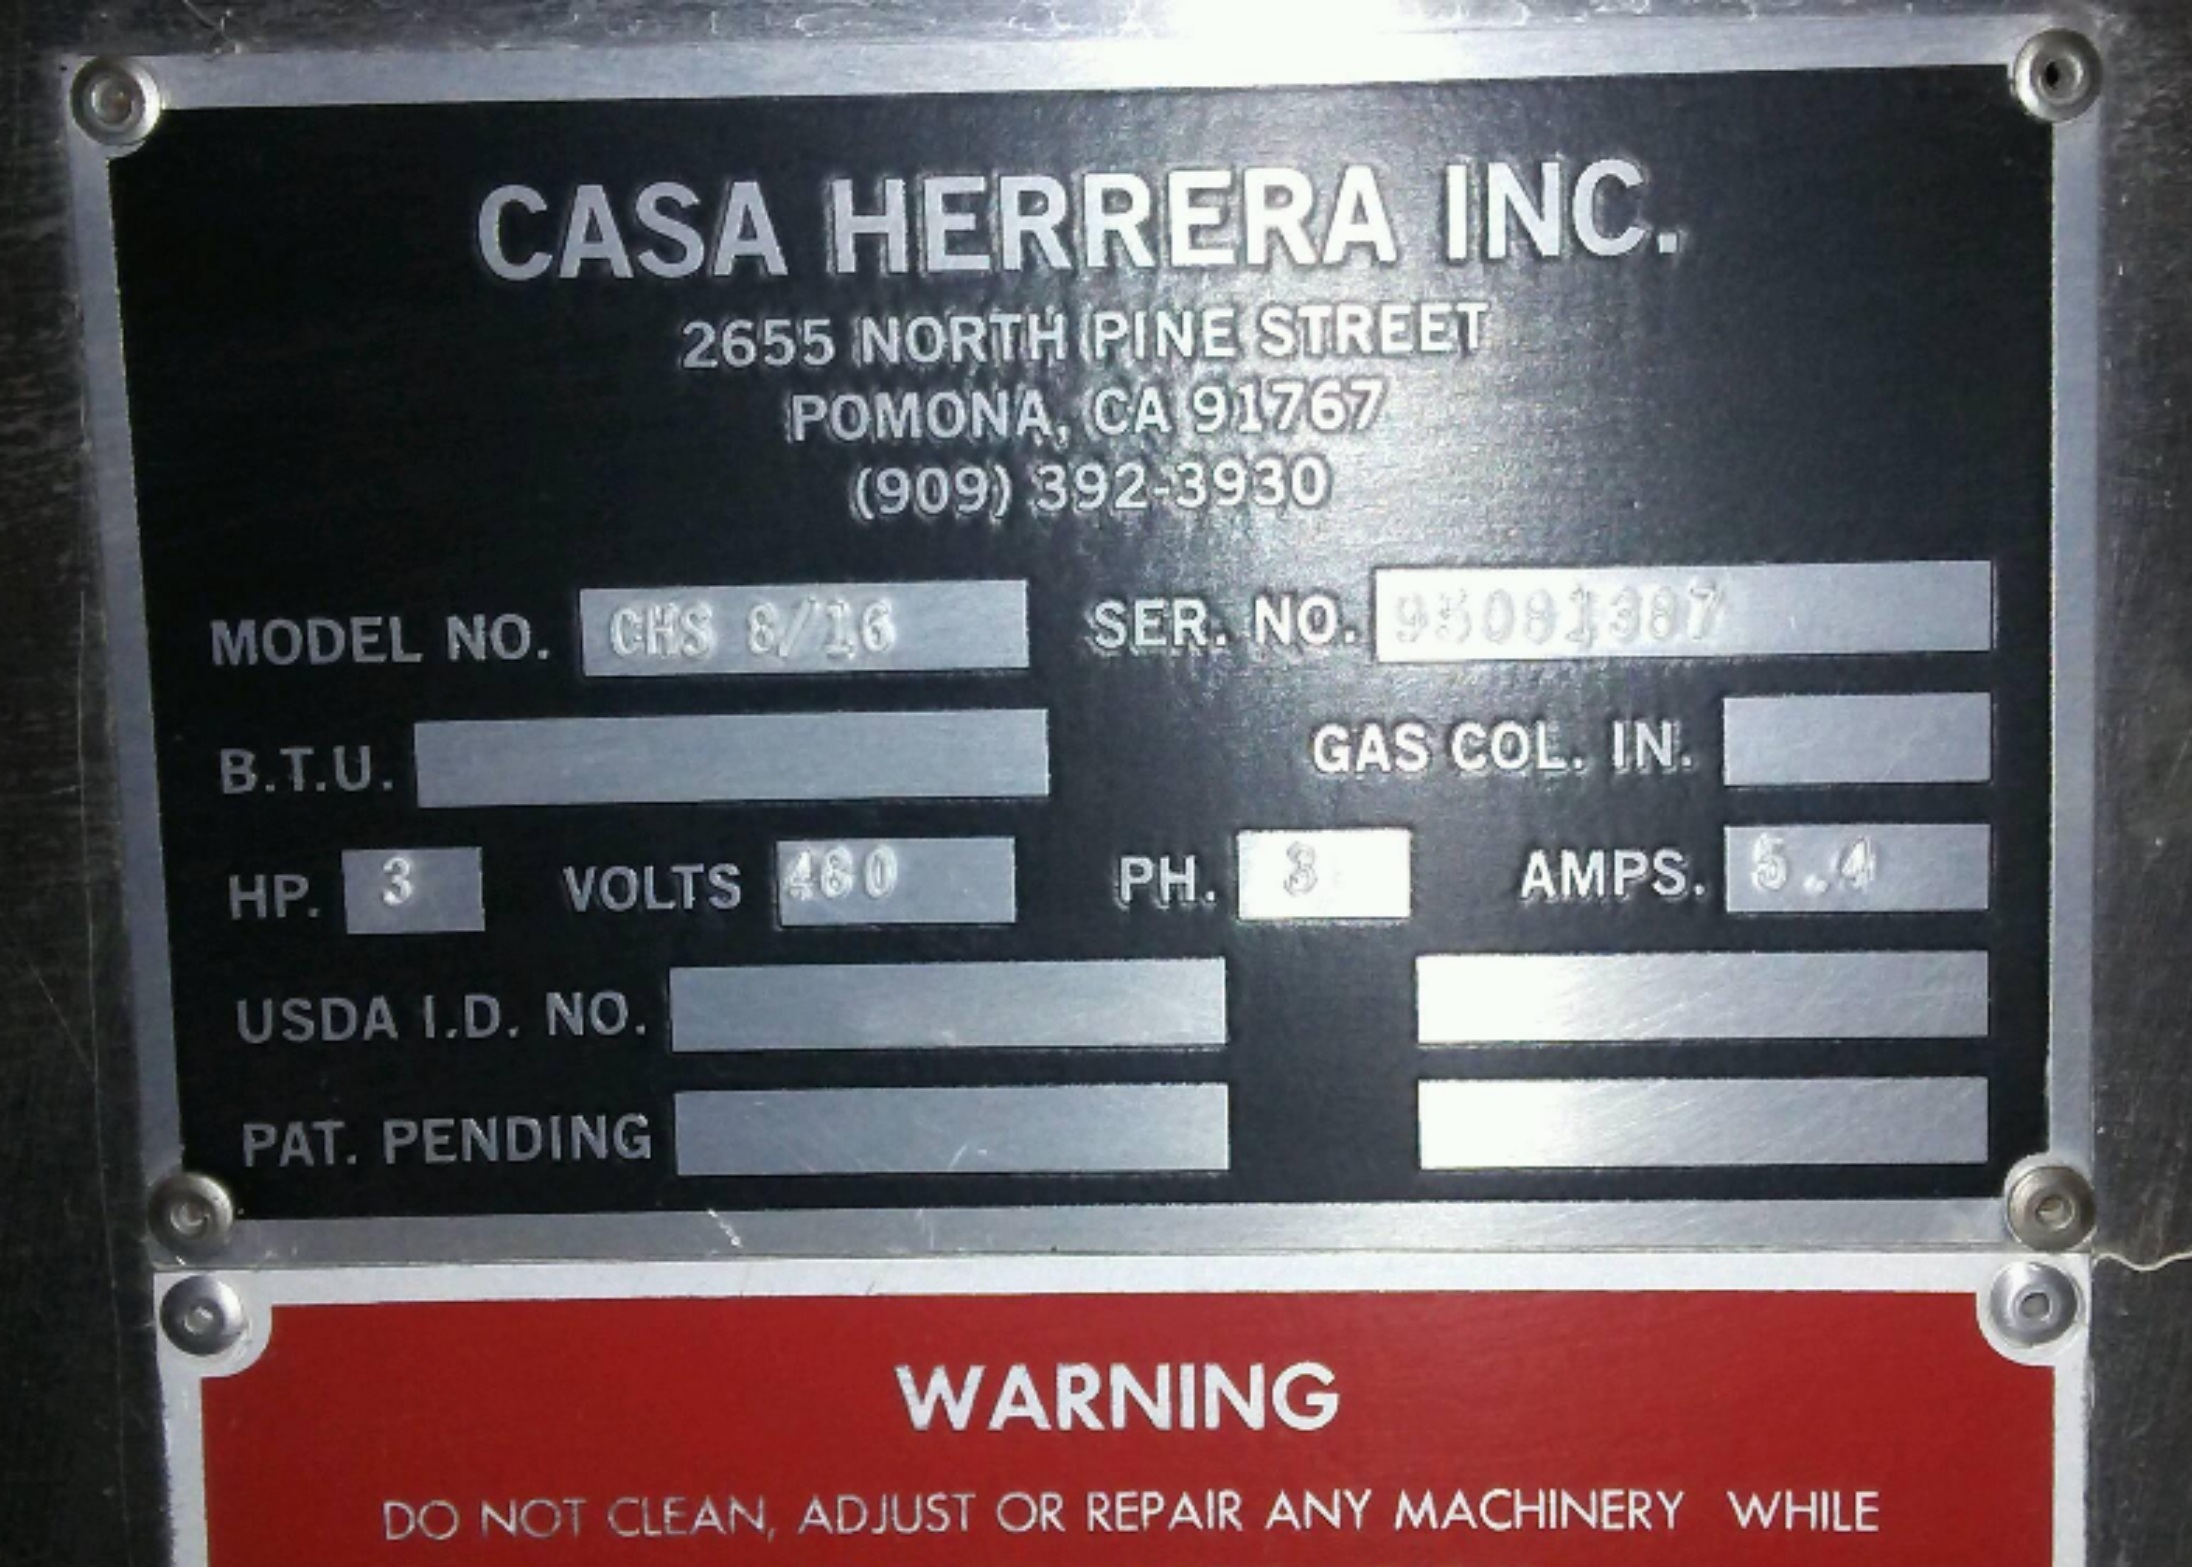 CASA HERRERA INC.
2655 NORTH PINE STREET
POMONA, CA 91767
(909) 392-3930
MODEL NO. CHS 8/16 SER. NO. 95081387
B.T.U. GAS COL. IN.
HP. 3 VOLTS 460 PH. 3 AMPS. 5.4
USDA I.D. NO.
PAT. PENDING
WARNING
DO NOT CLEAN, ADJUST OR REPAIR ANY MACHINERY WHILE